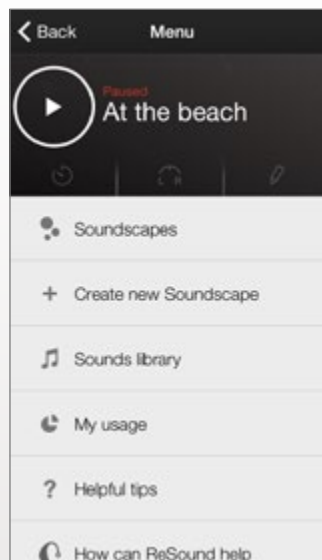 Back Menu
Paused
At the beach
Soundscapes
+ Create new Soundscape
Sounds library
My usage
? Helpful tips
How can ReSound help